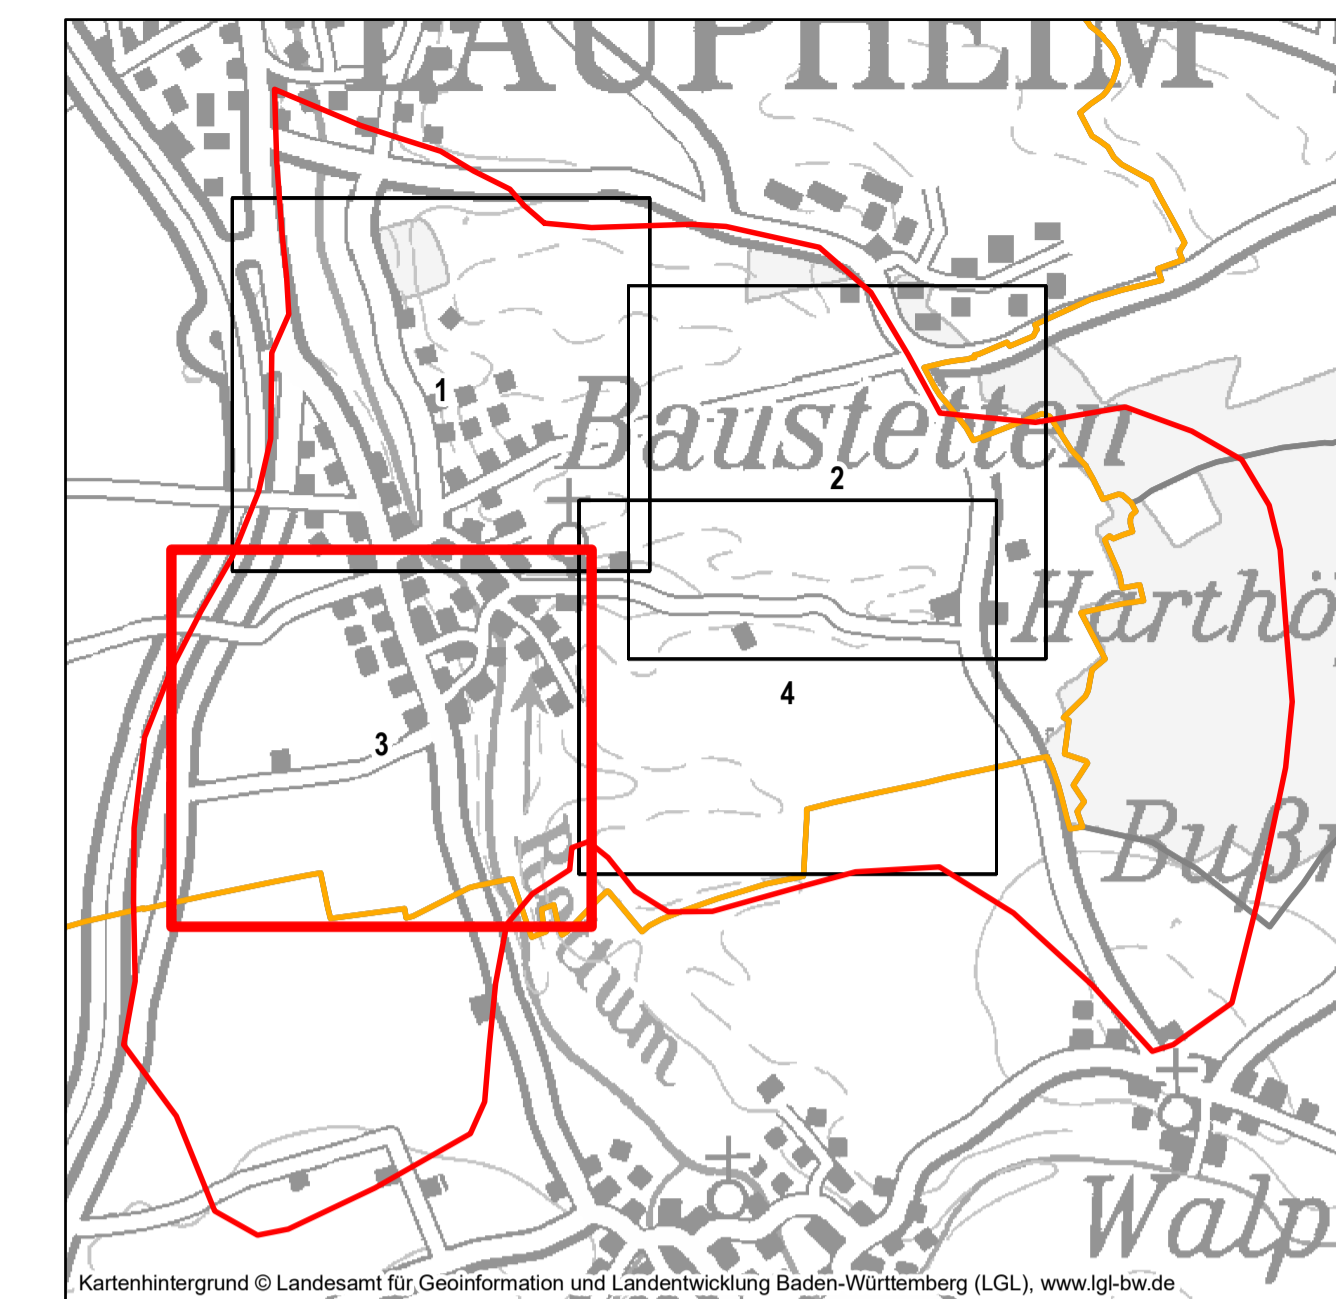 LAUPHEIM
1
Baustetten
2
Harthö
4
3
Bußr
Rottum
Walp
Kartenhintergrund © Landesamt für Geoinformation und Landentwicklung Baden-Württemberg (LGL), www.lgl-bw.de